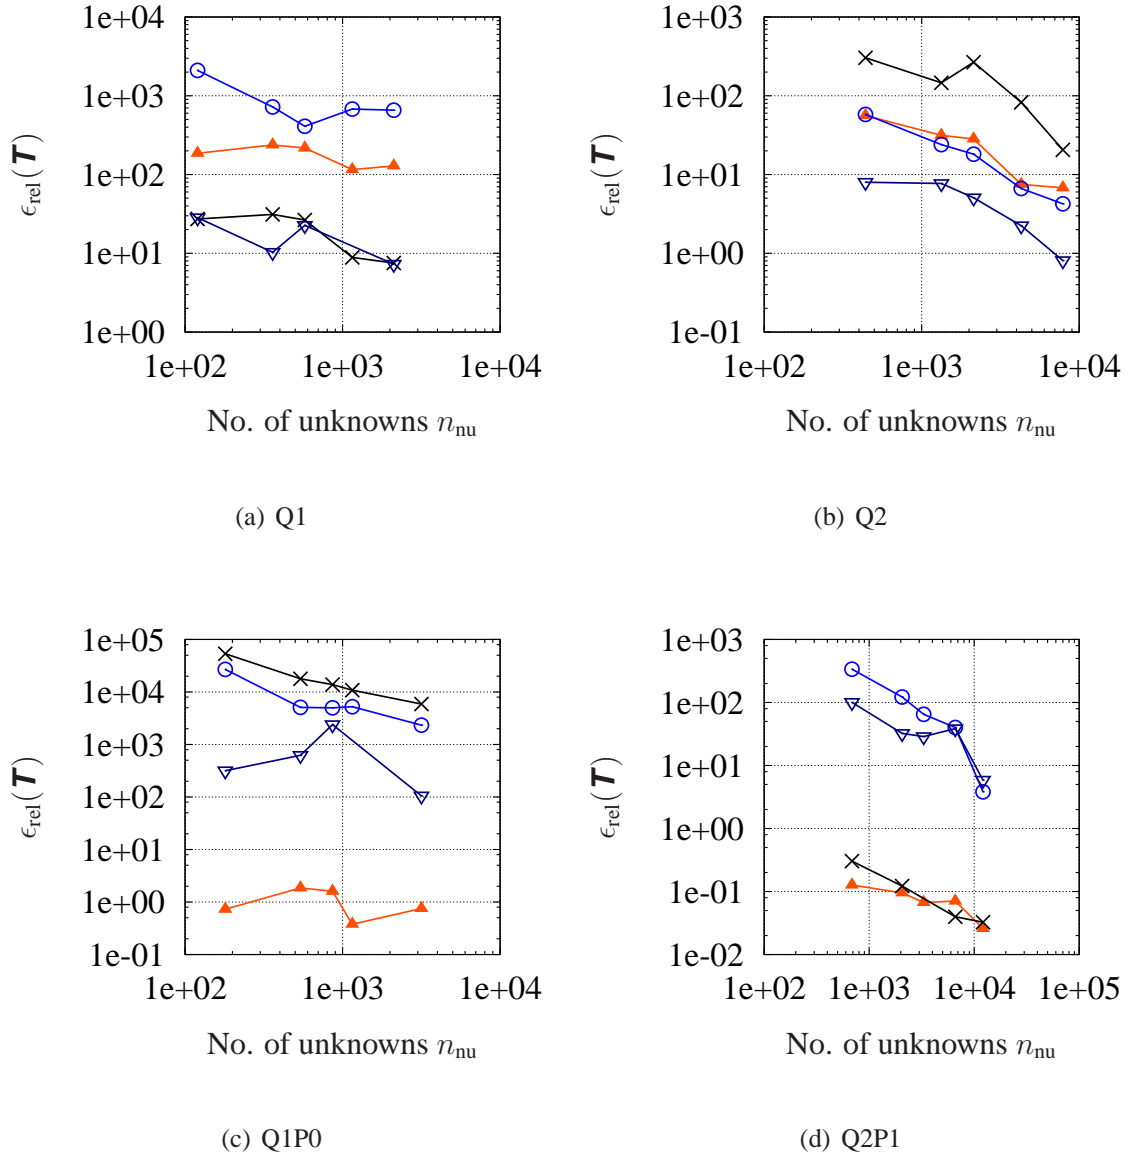 1e+04
1e+03
1e+02
1e+01
1e+00
ϵrel(T)
1e+02 1e+03 1e+04
No. of unknowns nnu
(a) Q1
1e+03
1e+02
1e+01
1e+00
1e-01
ϵrel(T)
1e+02 1e+03 1e+04
No. of unknowns nnu
(b) Q2
1e+05
1e+04
1e+03
1e+02
1e+01
1e+00
1e-01
ϵrel(T)
1e+02 1e+03 1e+04
No. of unknowns nnu
(c) Q1P0
1e+03
1e+02
1e+01
1e+00
1e-01
1e-02
ϵrel(T)
1e+02 1e+03 1e+04 1e+05
No. of unknowns nnu
(d) Q2P1